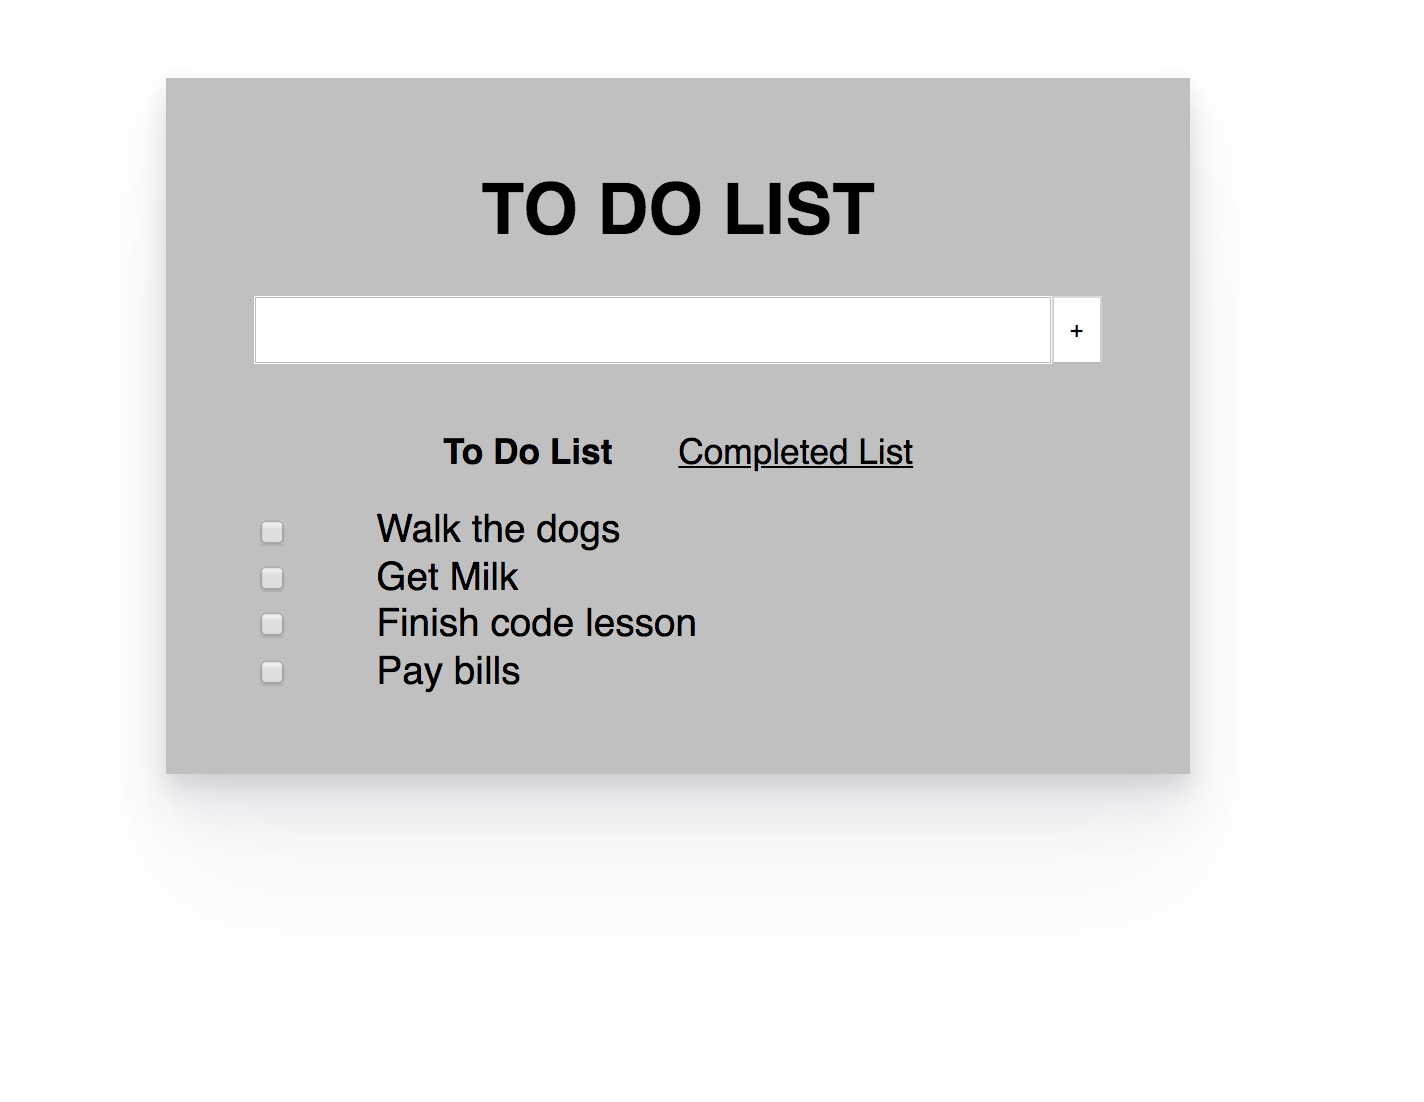 TO DO LIST
+
To Do List Completed List
Walk the dogs
Get Milk
Finish code lesson
Pay bills